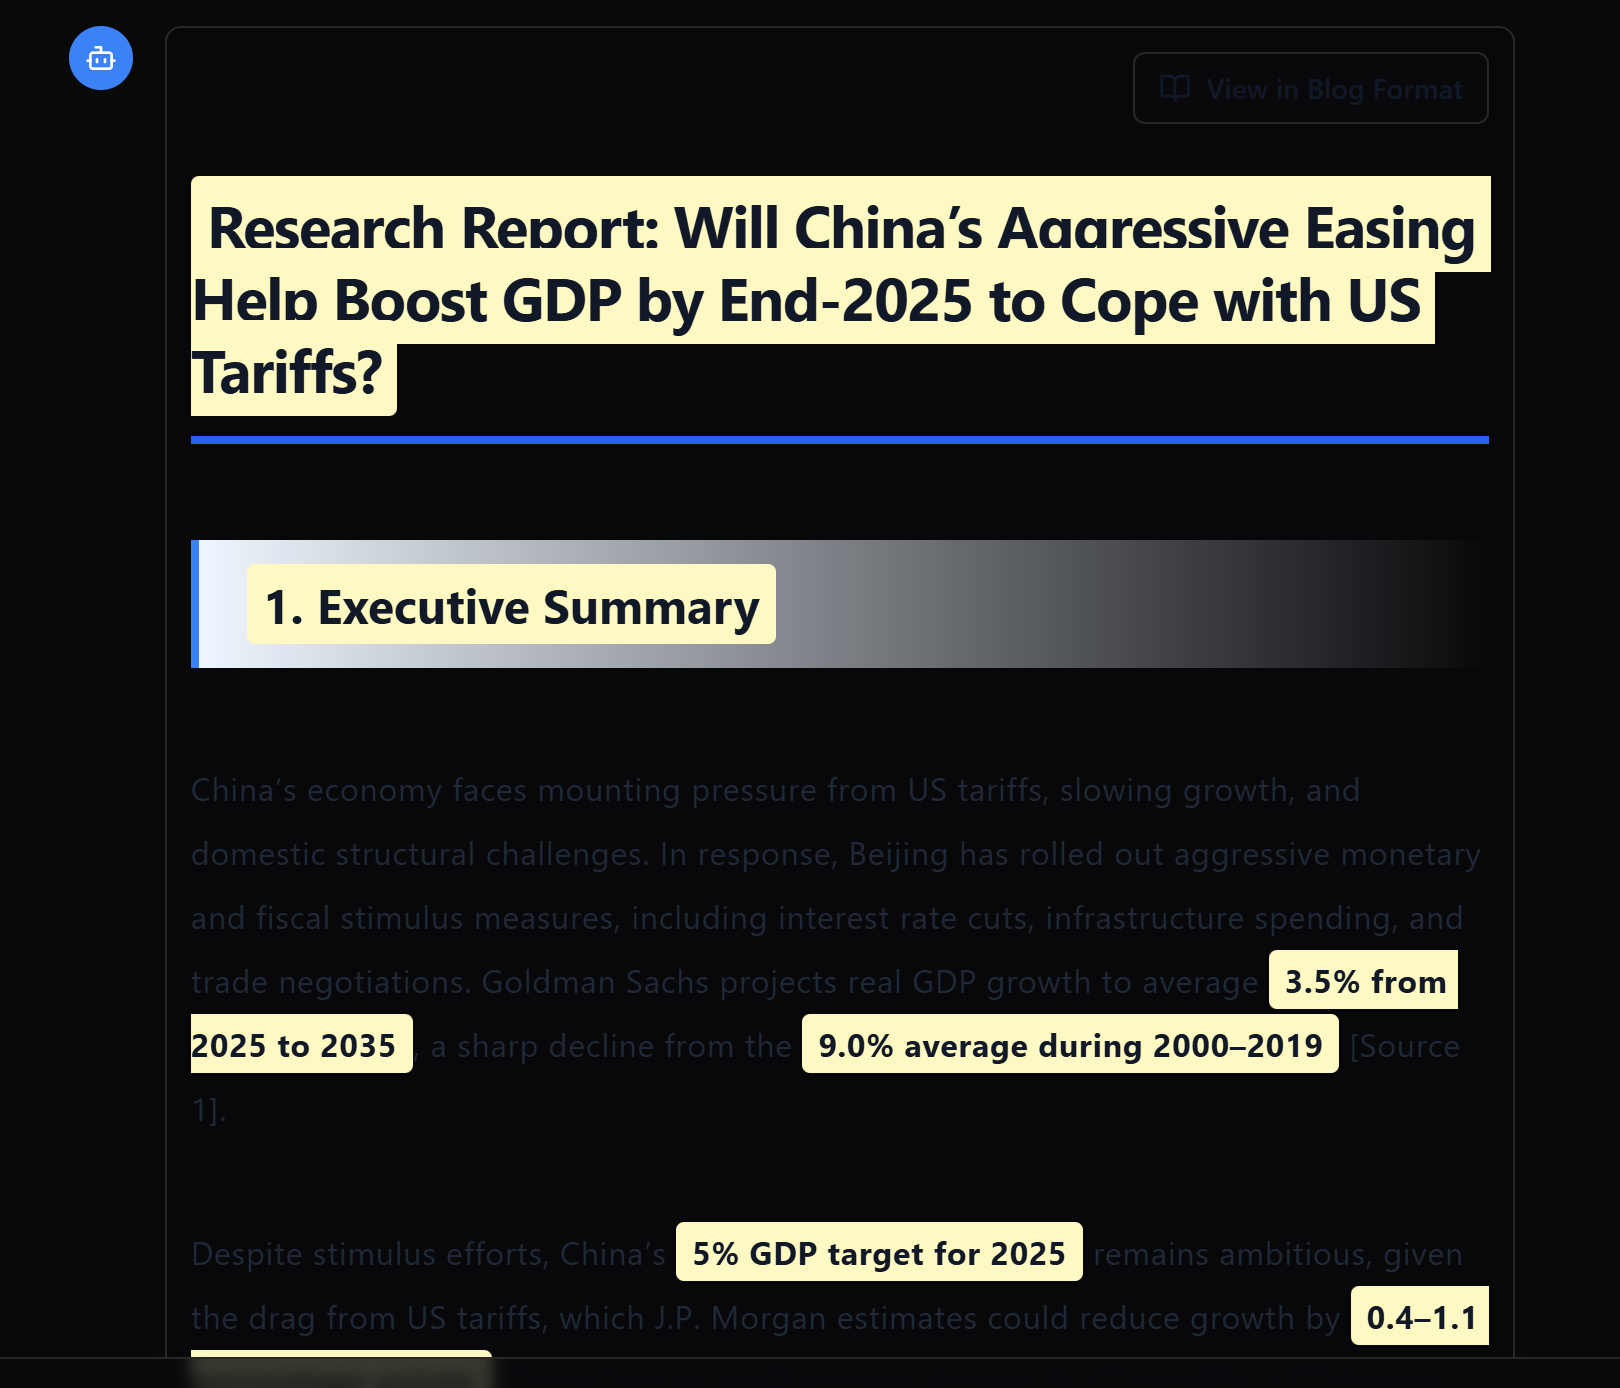 View in Blog Format
Research Report: Will China’s Aggressive Easing
Help Boost GDP by End-2025 to Cope with US
Tariffs?
1. Executive Summary
China’s economy faces mounting pressure from US tariffs, slowing growth, and
domestic structural challenges. In response, Beijing has rolled out aggressive monetary
and fiscal stimulus measures, including interest rate cuts, infrastructure spending, and
trade negotiations. Goldman Sachs projects real GDP growth to average 3.5% from
2025 to 2035, a sharp decline from the 9.0% average during 2000–2019 [Source
1].
Despite stimulus efforts, China’s 5% GDP target for 2025 remains ambitious, given
the drag from US tariffs, which J.P. Morgan estimates could reduce growth by 0.4–1.1